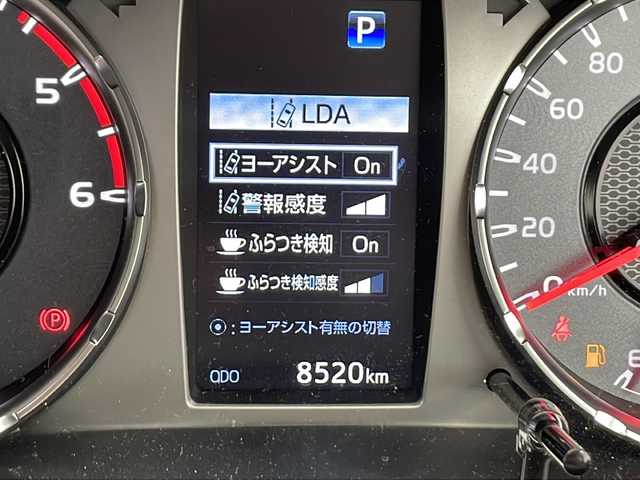 P
LDA
ヨーアシスト On
警報感度
ふらつき検知 On
ふらつき検知感度
: ヨーアシスト有無の切替
ODO 8520km
5
6
P
80
60
40
20
0
km/h